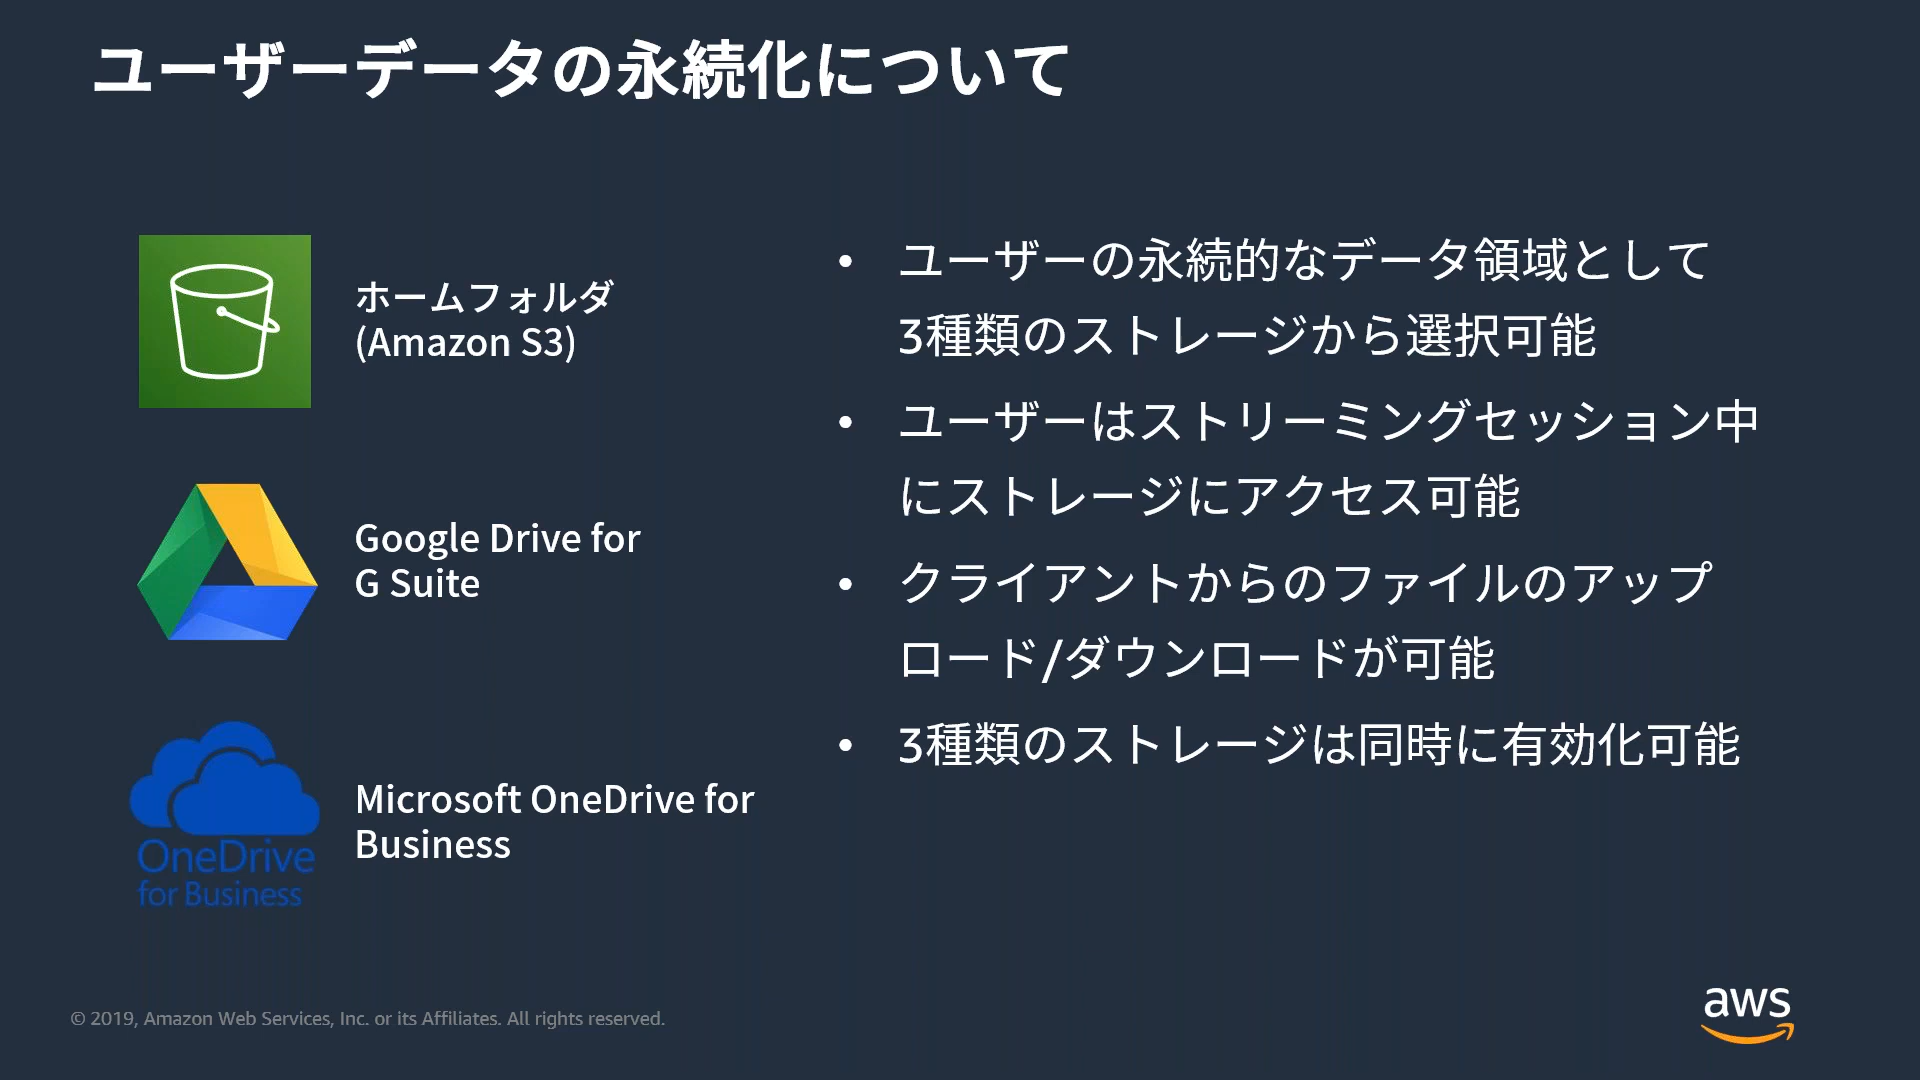 ユーザーデータの永続化について
ホームフォルダ
(Amazon S3)
Google Drive for
G Suite
OneDrive
for Business
Microsoft OneDrive for
Business
• ユーザーの永続的なデータ領域として
3種類のストレージから選択可能
• ユーザーはストリーミングセッション中
にストレージにアクセス可能
• クライアントからのファイルのアップ
ロード/ダウンロードが可能
• 3種類のストレージは同時に有効化可能
© 2019, Amazon Web Services, Inc. or its Affiliates. All rights reserved.
aws